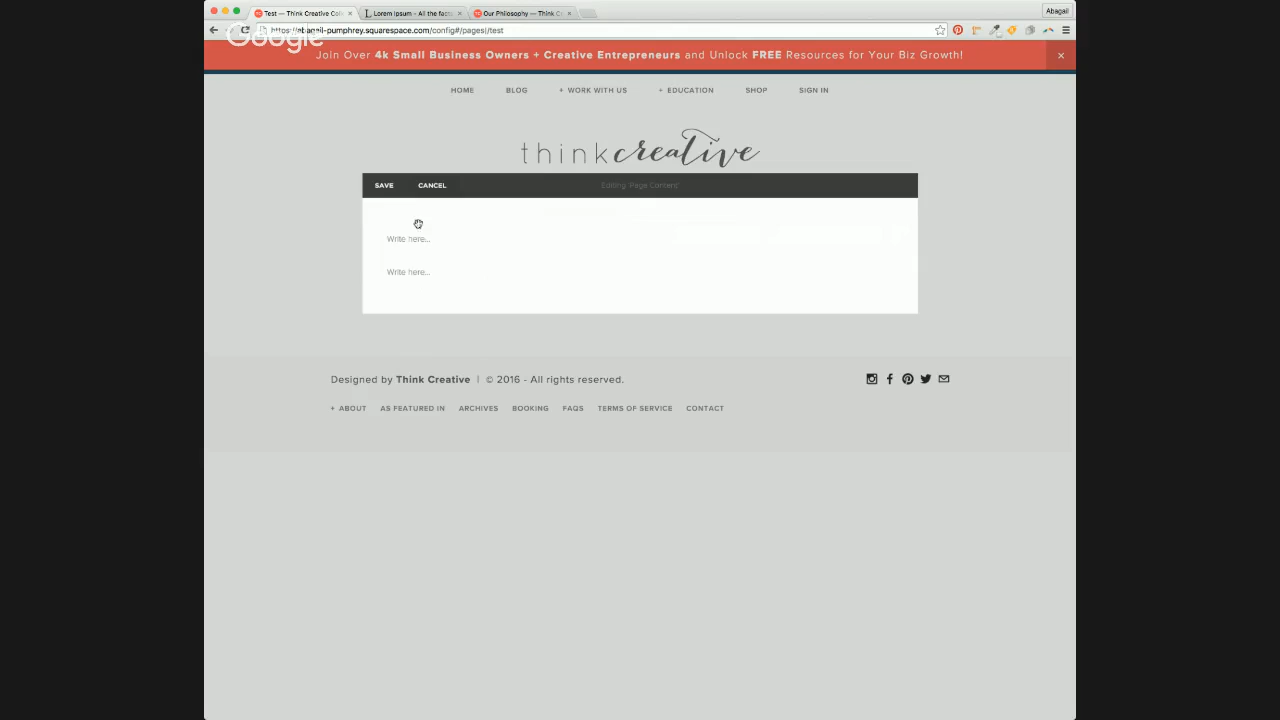 Test — Think Creative Coll
Lorem Ipsum - All the facts
Our Philosophy — Think Cr
Abagail
https://abagail-pumphrey.squarespace.com/config#/pages|/test
Google
Join Over 4k Small Business Owners + Creative Entrepreneurs and Unlock FREE Resources for Your Biz Growth!
HOME BLOG + WORK WITH US + EDUCATION SHOP SIGN IN
thinkcreative
SAVE CANCEL Editing 'Page Content'
Write here...
Write here...
Designed by Think Creative | © 2016 - All rights reserved.
+ ABOUT AS FEATURED IN ARCHIVES BOOKING FAQS TERMS OF SERVICE CONTACT